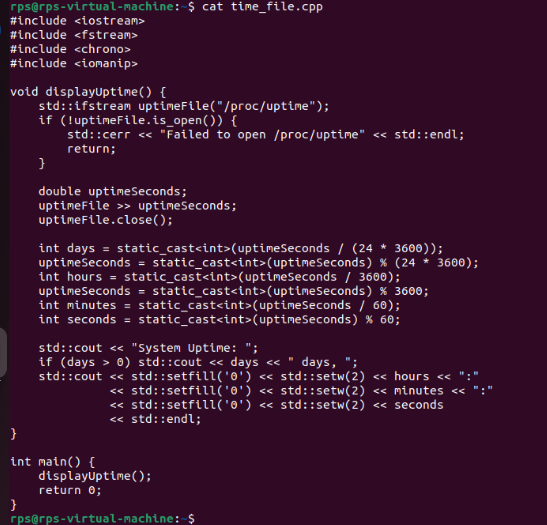 rps@rps-virtual-machine:~$ cat time_file.cpp
#include <iostream>
#include <fstream>
#include <chrono>
#include <iomanip>

void displayUptime() {
    std::ifstream uptimeFile("/proc/uptime");
    if (!uptimeFile.is_open()) {
        std::cerr << "Failed to open /proc/uptime" << std::endl;
        return;
    }

    double uptimeSeconds;
    uptimeFile >> uptimeSeconds;
    uptimeFile.close();

    int days = static_cast<int>(uptimeSeconds / (24 * 3600));
    uptimeSeconds = static_cast<int>(uptimeSeconds) % (24 * 3600);
    int hours = static_cast<int>(uptimeSeconds / 3600);
    uptimeSeconds = static_cast<int>(uptimeSeconds) % 3600;
    int minutes = static_cast<int>(uptimeSeconds / 60);
    int seconds = static_cast<int>(uptimeSeconds) % 60;

    std::cout << "System Uptime: ";
    if (days > 0) std::cout << days << " days, ";
    std::cout << std::setfill('0') << std::setw(2) << hours << ":"
              << std::setfill('0') << std::setw(2) << minutes << ":"
              << std::setfill('0') << std::setw(2) << seconds
              << std::endl;
}

int main() {
    displayUptime();
    return 0;
}
rps@rps-virtual-machine:~$